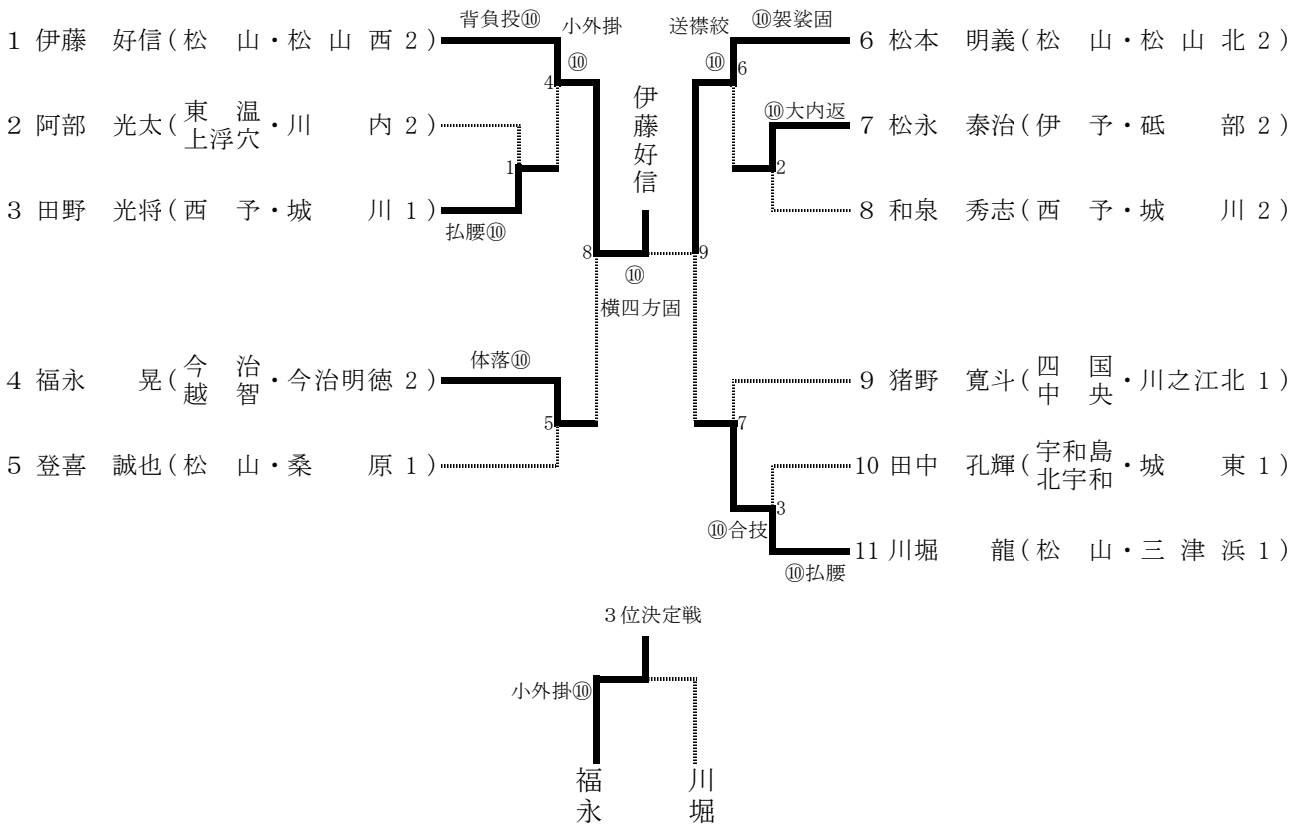 背負投⑩ 小外掛 送襟絞 ⑩袈裟固
1 伊藤 好信(松 山・松 山 西 2)
⑩
4
2 阿部 光太(東 温 上浮穴・川 内 2)
1
3 田野 光将(西 予・城 川 1)
払腰⑩
8
伊藤好信
⑩
横四方固
体落⑩
4 福永 晃(今 治 越 智・今治明徳 2)
5
5 登喜 誠也(松 山・桑 原 1)
6 松本 明義(松 山・松 山 北 2)
⑩
6
⑩大内返
7 松永 泰治(伊 予・砥 部 2)
2
8 和泉 秀志(西 予・城 川 2)
9
9 猪野 寛斗(四 国 中 央・川之江北 1)
7
10 田中 孔輝(宇和島 北宇和・城 東 1)
3
⑩合技
11 川堀 龍(松 山・三 津 浜 1)
⑩払腰
3位決定戦
小外掛⑩
福永
川堀